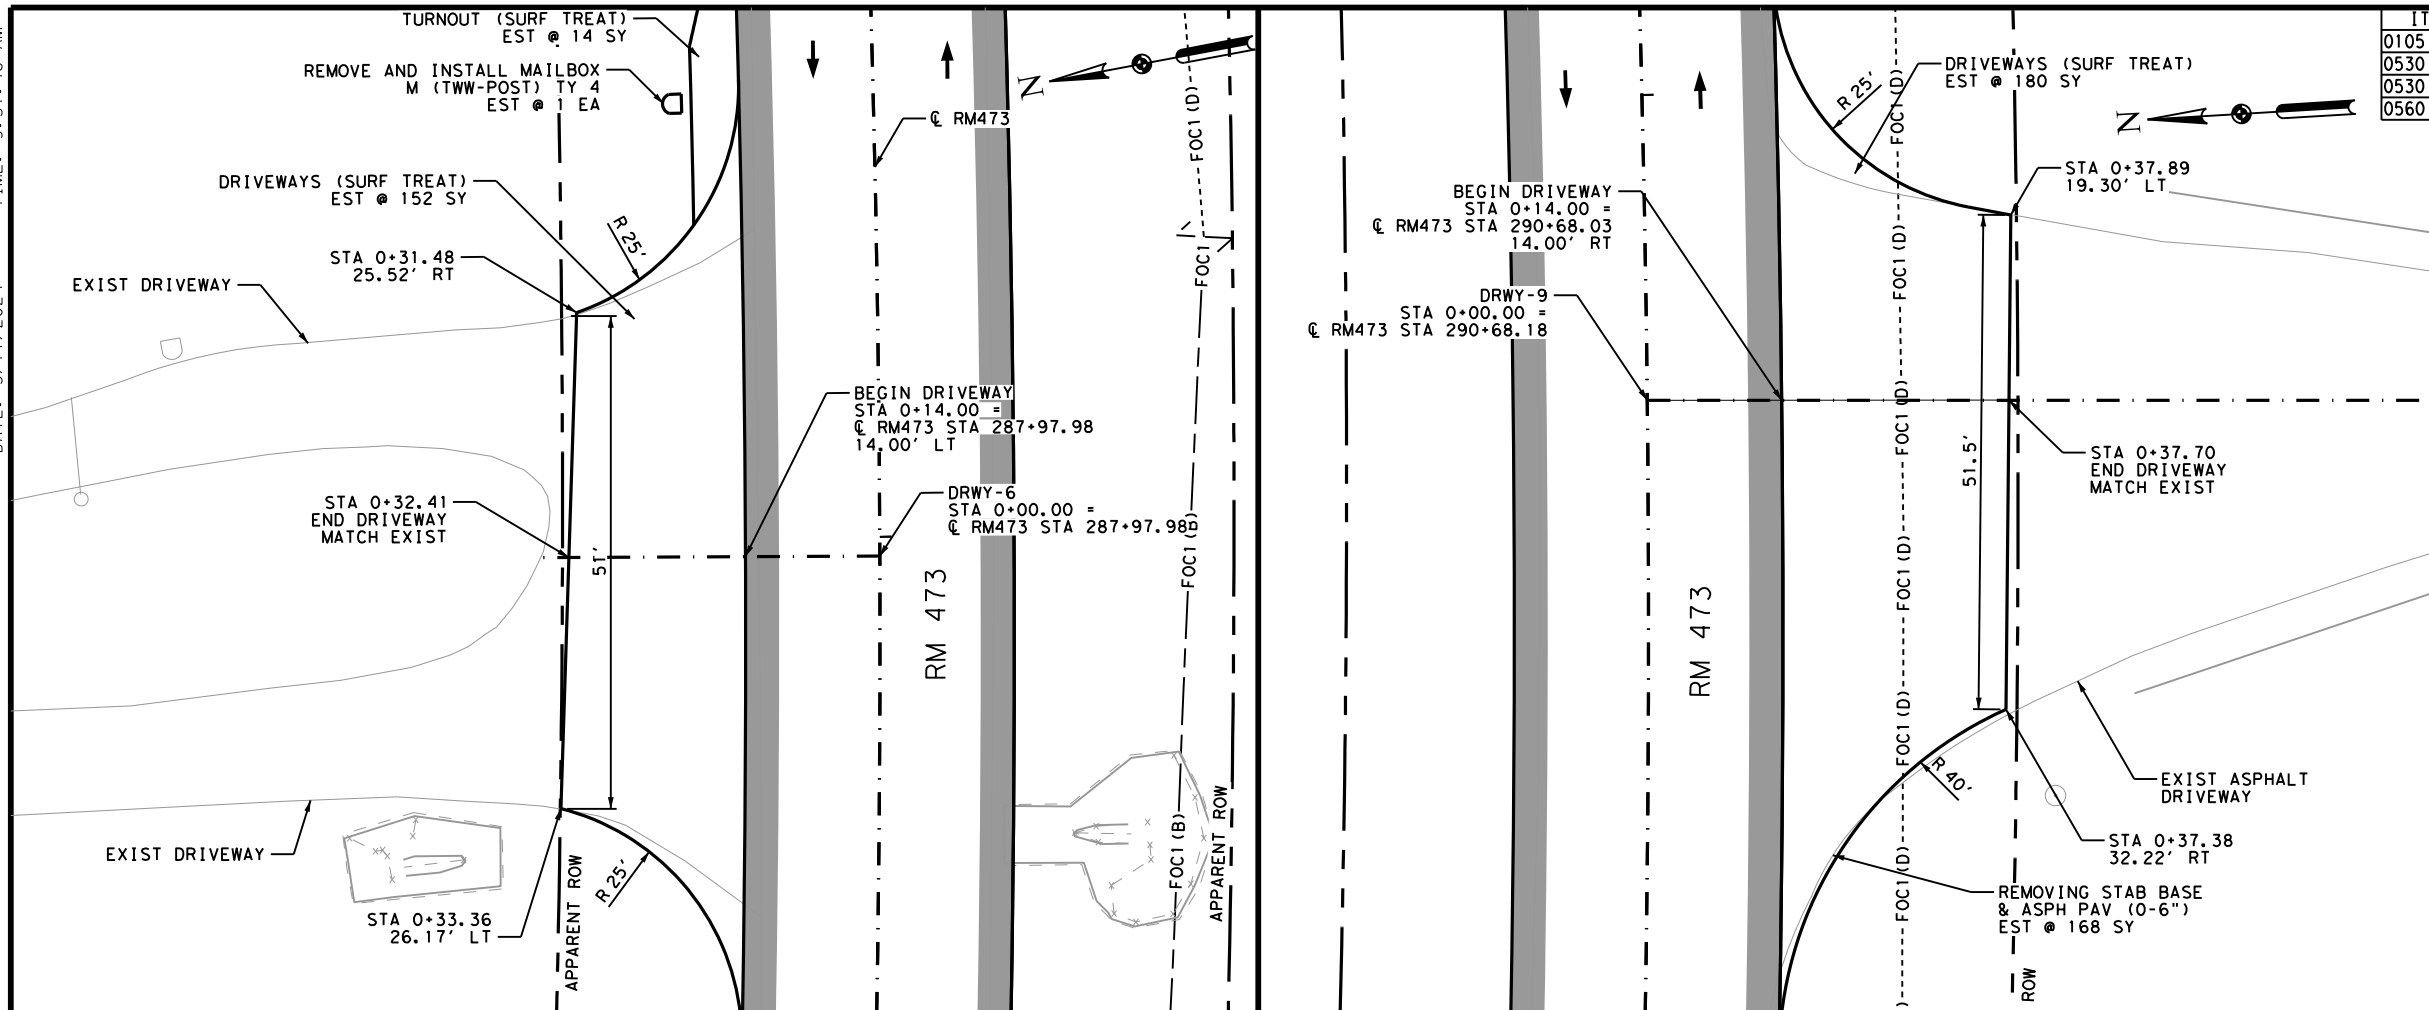 TURNOUT (SURF TREAT)
EST @ 14 SY
REMOVE AND INSTALL MAILBOX
M (TWW-POST) TY 4
EST @ 1 EA
DRIVEWAYS (SURF TREAT)
EST @ 152 SY
R 25'
STA 0+31.48
25.52' RT
EXIST DRIVEWAY
STA 0+32.41
END DRIVEWAY
MATCH EXIST
51'
EXIST DRIVEWAY
STA 0+33.36
26.17' LT
R 25'
APPARENT ROW
℄ RM473
N
BEGIN DRIVEWAY
STA 0+14.00 =
℄ RM473 STA 287+97.98
14.00' LT
DRWY-6
STA 0+00.00 =
℄ RM473 STA 287+97.98
RM 473
FOC1(D)
FOC1
FOC1(B)
FOC1(B)
APPARENT ROW
BEGIN DRIVEWAY
STA 0+14.00 =
℄ RM473 STA 290+68.03
14.00' RT
DRWY-9
STA 0+00.00 =
℄ RM473 STA 290+68.18
RM 473
R 25'
DRIVEWAYS (SURF TREAT)
EST @ 180 SY
N
IT
0105
0530
0530
0560
STA 0+37.89
19.30' LT
FOC1(D)
FOC1(D)
FOC1(D)
FOC1(D)
FOC1(D)
FOC1(D)
51.5'
STA 0+37.70
END DRIVEWAY
MATCH EXIST
R 40'
EXIST ASPHALT
DRIVEWAY
STA 0+37.38
32.22' RT
REMOVING STAB BASE
& ASPH PAV (0-6")
EST @ 168 SY
ROW